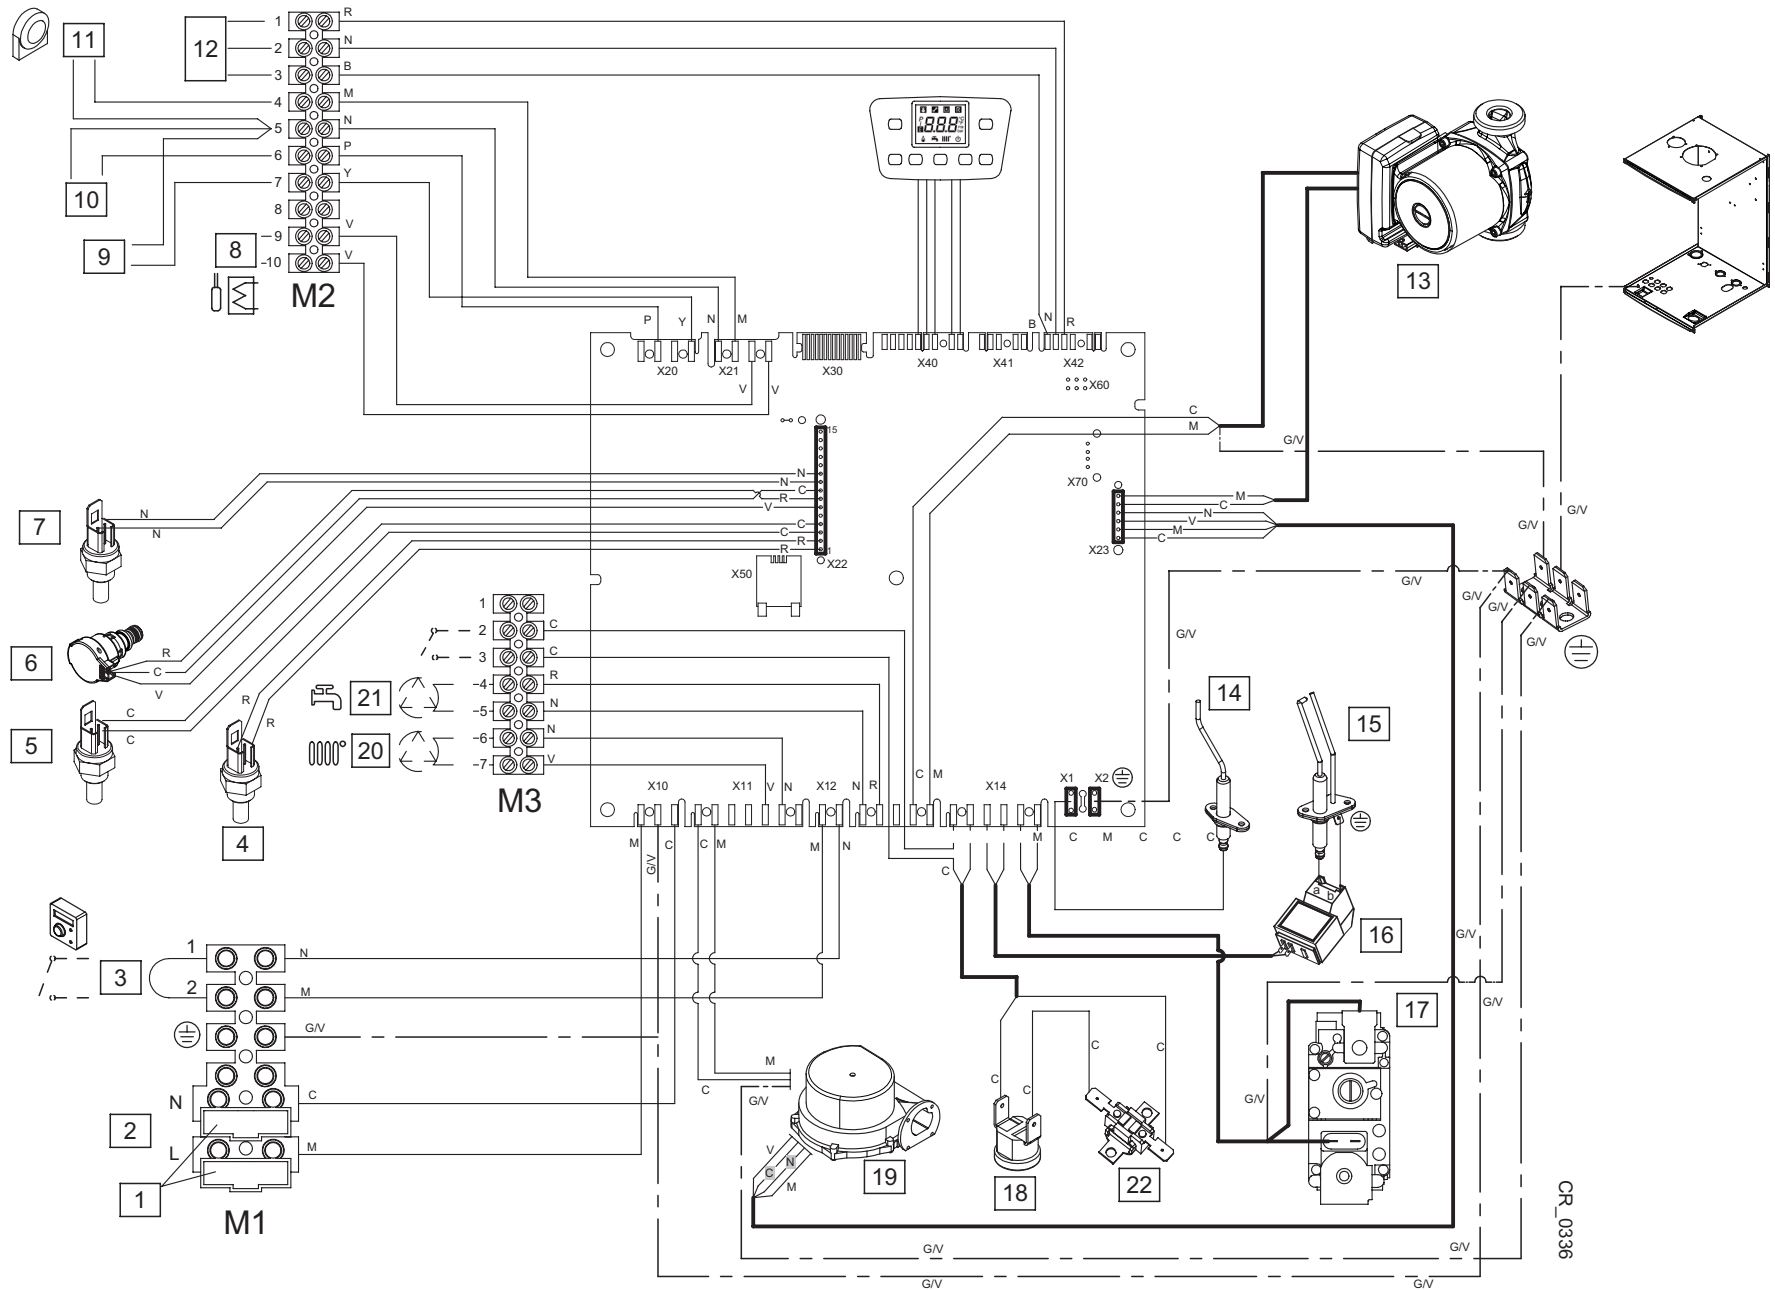 11
12
1
R
2
N
3
B
4
M
5
N
6
P
7
Y
8
9
V
10
V
M2
10
9
8
P
888
°C
°F
13
P
Y
N
M
B
N
R
X20
X21
X30
X40
X41
X42
X60
V
V
15
C
M
G/V
N
N
C
R
V
C
C
R
R
1
X22
X70
M
C
N
V
M
C
X23
X50
G/V
G/V
G/V
G/V
G/V
G/V
G/V
7
N
N
6
R
C
V
5
C
C
R
R
4
1
2
C
3
C
4
R
5
N
6
N
7
V
M3
21
20
X10
X11
V
N
X12
N
R
C
M
X14
X1
X2
M
C
M
C
C
C
14
15
a
b
16
M
G/V
C
C
M
M
N
C
3
1
N
2
M
G/V
N
C
L
M
2
1
M1
M
C
G/V
V
C
N
M
19
C
C
18
C
C
22
17
G/V
G/V
G/V
G/V
G/V
G/V
G/V
CR_0336